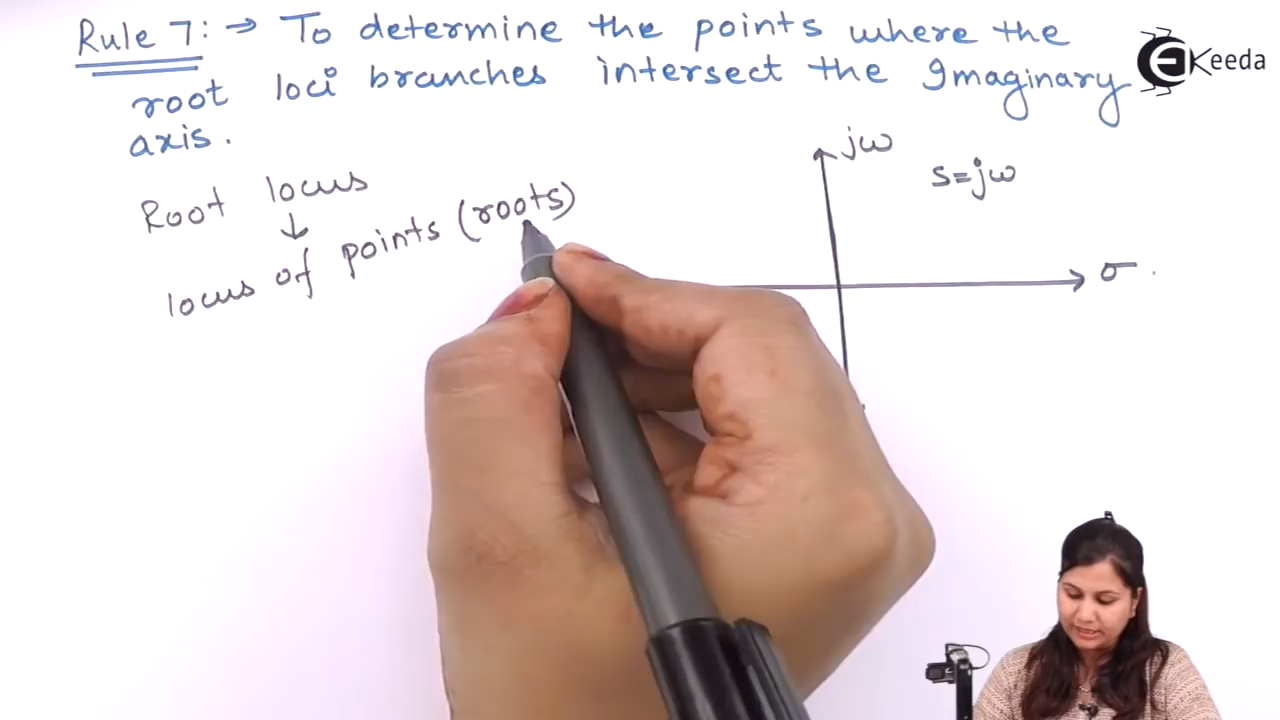 Rule 7: → To determine the points where the
root loci branches intersect the Imaginary
axis.
EKeeda
jω
s=jω
Root locus
↓
locus of points (roots)
σ